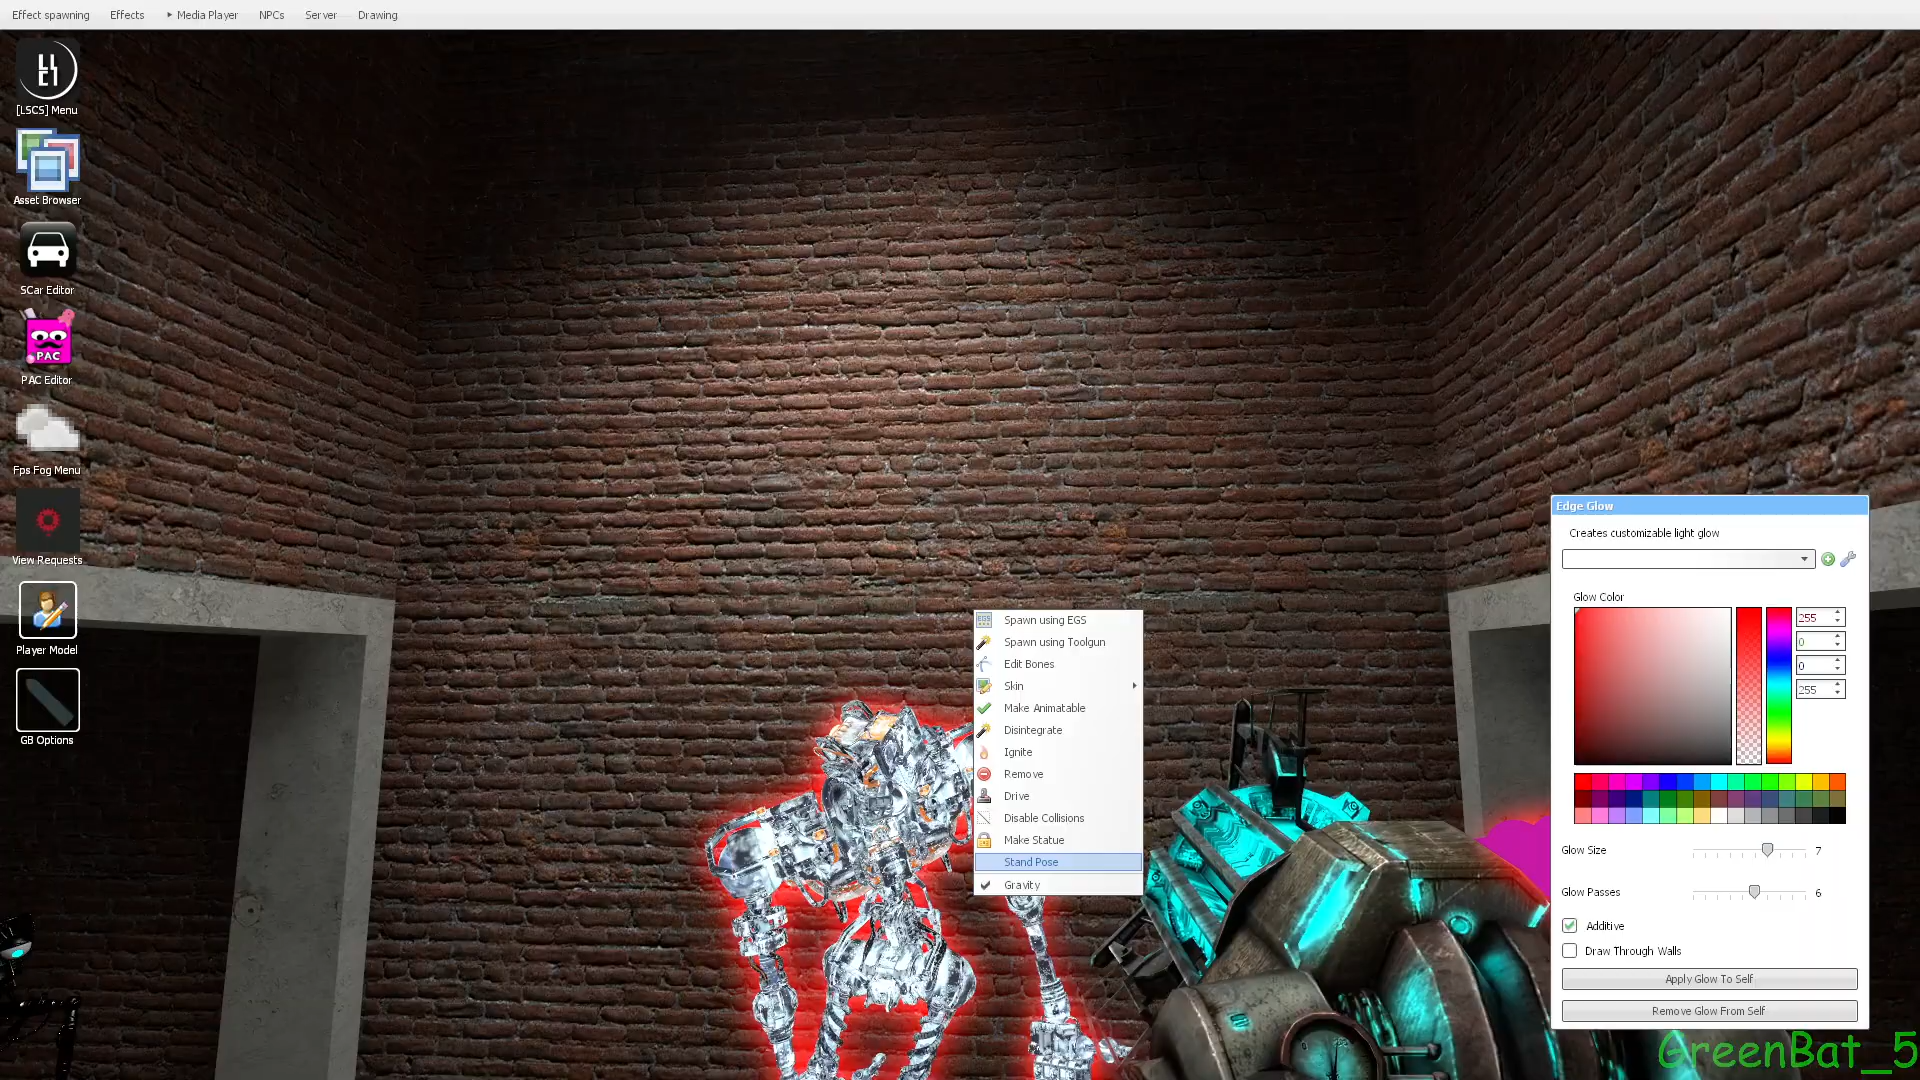 Effect spawning
Effects
Media Player
NPCs
Server
Drawing
[LSCS] Menu
Asset Browser
SCar Editor
PAC
PAC Editor
Fps Fog Menu
View Requests
Player Model
GB Options
EGS
Spawn using EGS
Spawn using Toolgun
Edit Bones
Skin
Make Animatable
Disintegrate
Ignite
Remove
Drive
Disable Collisions
Make Statue
Stand Pose
Gravity
Edge Glow
Creates customizable light glow
Glow Color
255
0
0
255
Glow Size 7
Glow Passes 6
Additive
Draw Through Walls
Apply Glow To Self
Remove Glow From Self
GreenBat_5